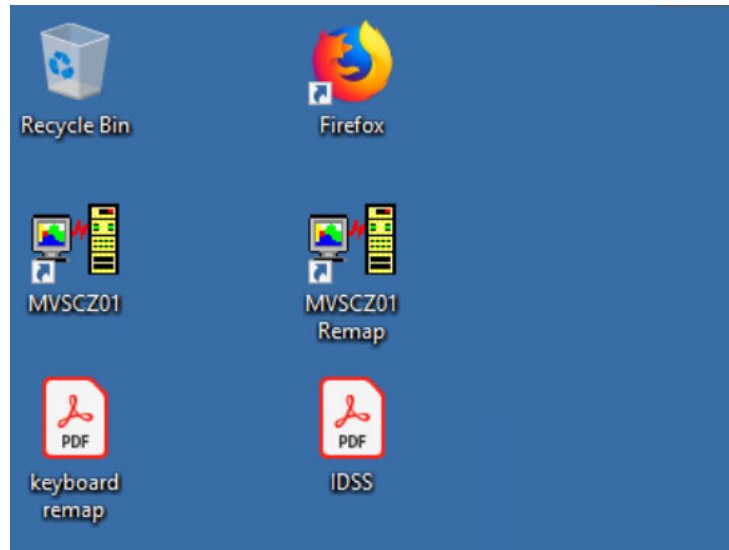 Recycle Bin
Firefox
MVSCZ01
MVSCZ01
Remap
PDF
PDF
keyboard
remap
IDSS